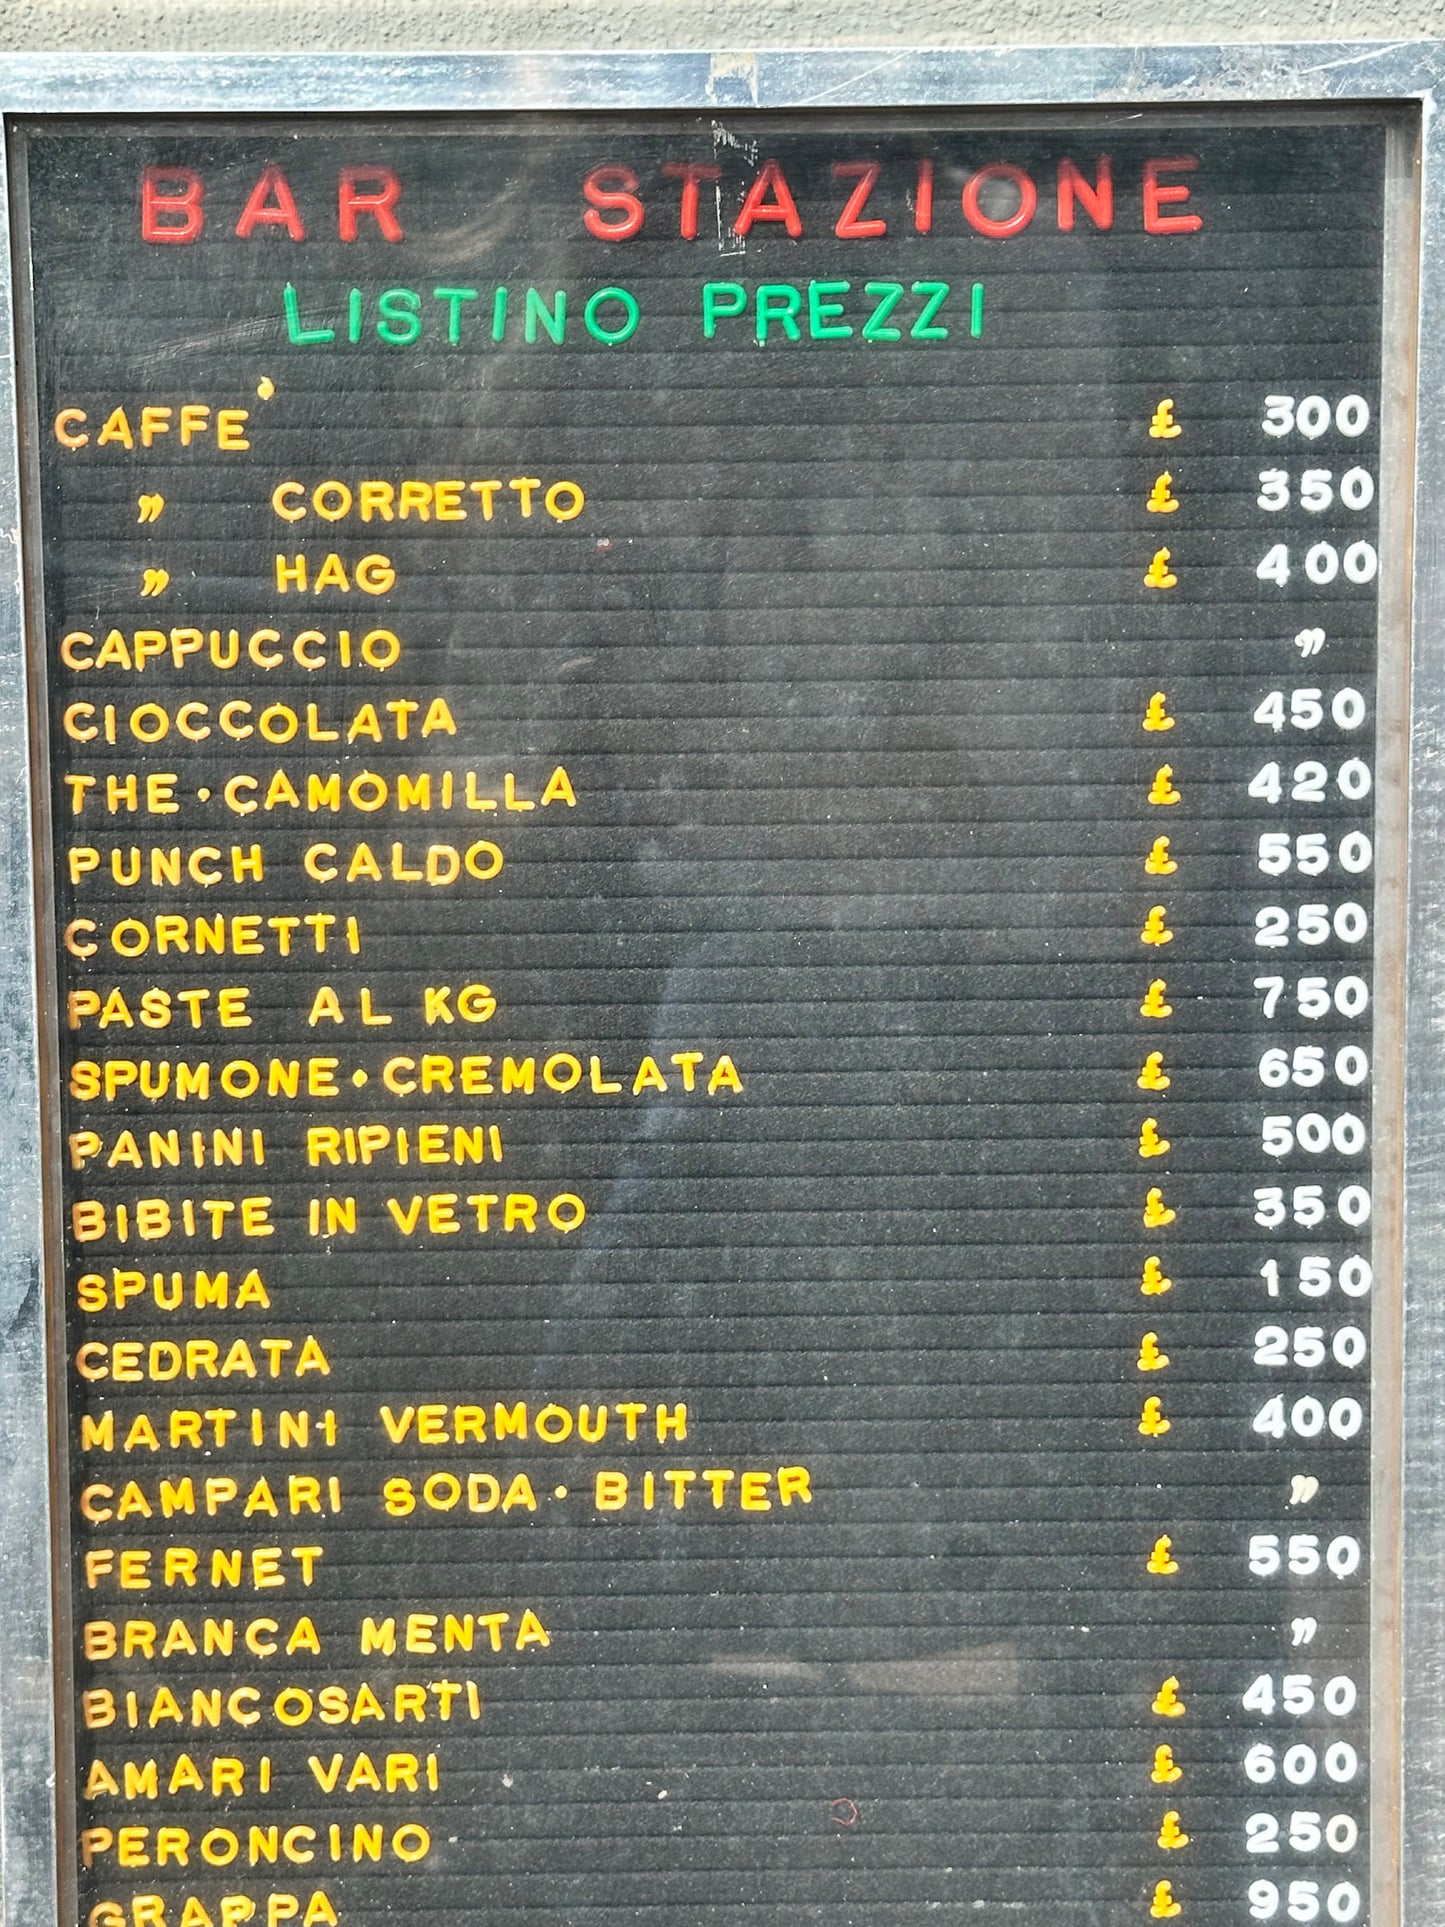 BAR STAZIONE
LISTINO PREZZI
CAFFE' £ 300
" CORRETTO £ 350
" HAG £ 400
CAPPUCCIO "
CIOCCOLATA £ 450
THE·CAMOMILLA £ 420
PUNCH CALDO £ 550
CORNETTI £ 250
PASTE AL KG £ 750
SPUMONE·CREMOLATA £ 650
PANINI RIPIENI £ 500
BIBITE IN VETRO £ 350
SPUMA £ 150
CEDRATA £ 250
MARTINI VERMOUTH £ 400
CAMPARI SODA·BITTER "
FERNET £ 550
BRANCA MENTA "
BIANCOSARTI £ 450
AMARI VARI £ 600
PERONCINO £ 250
GRAPPA £ 950